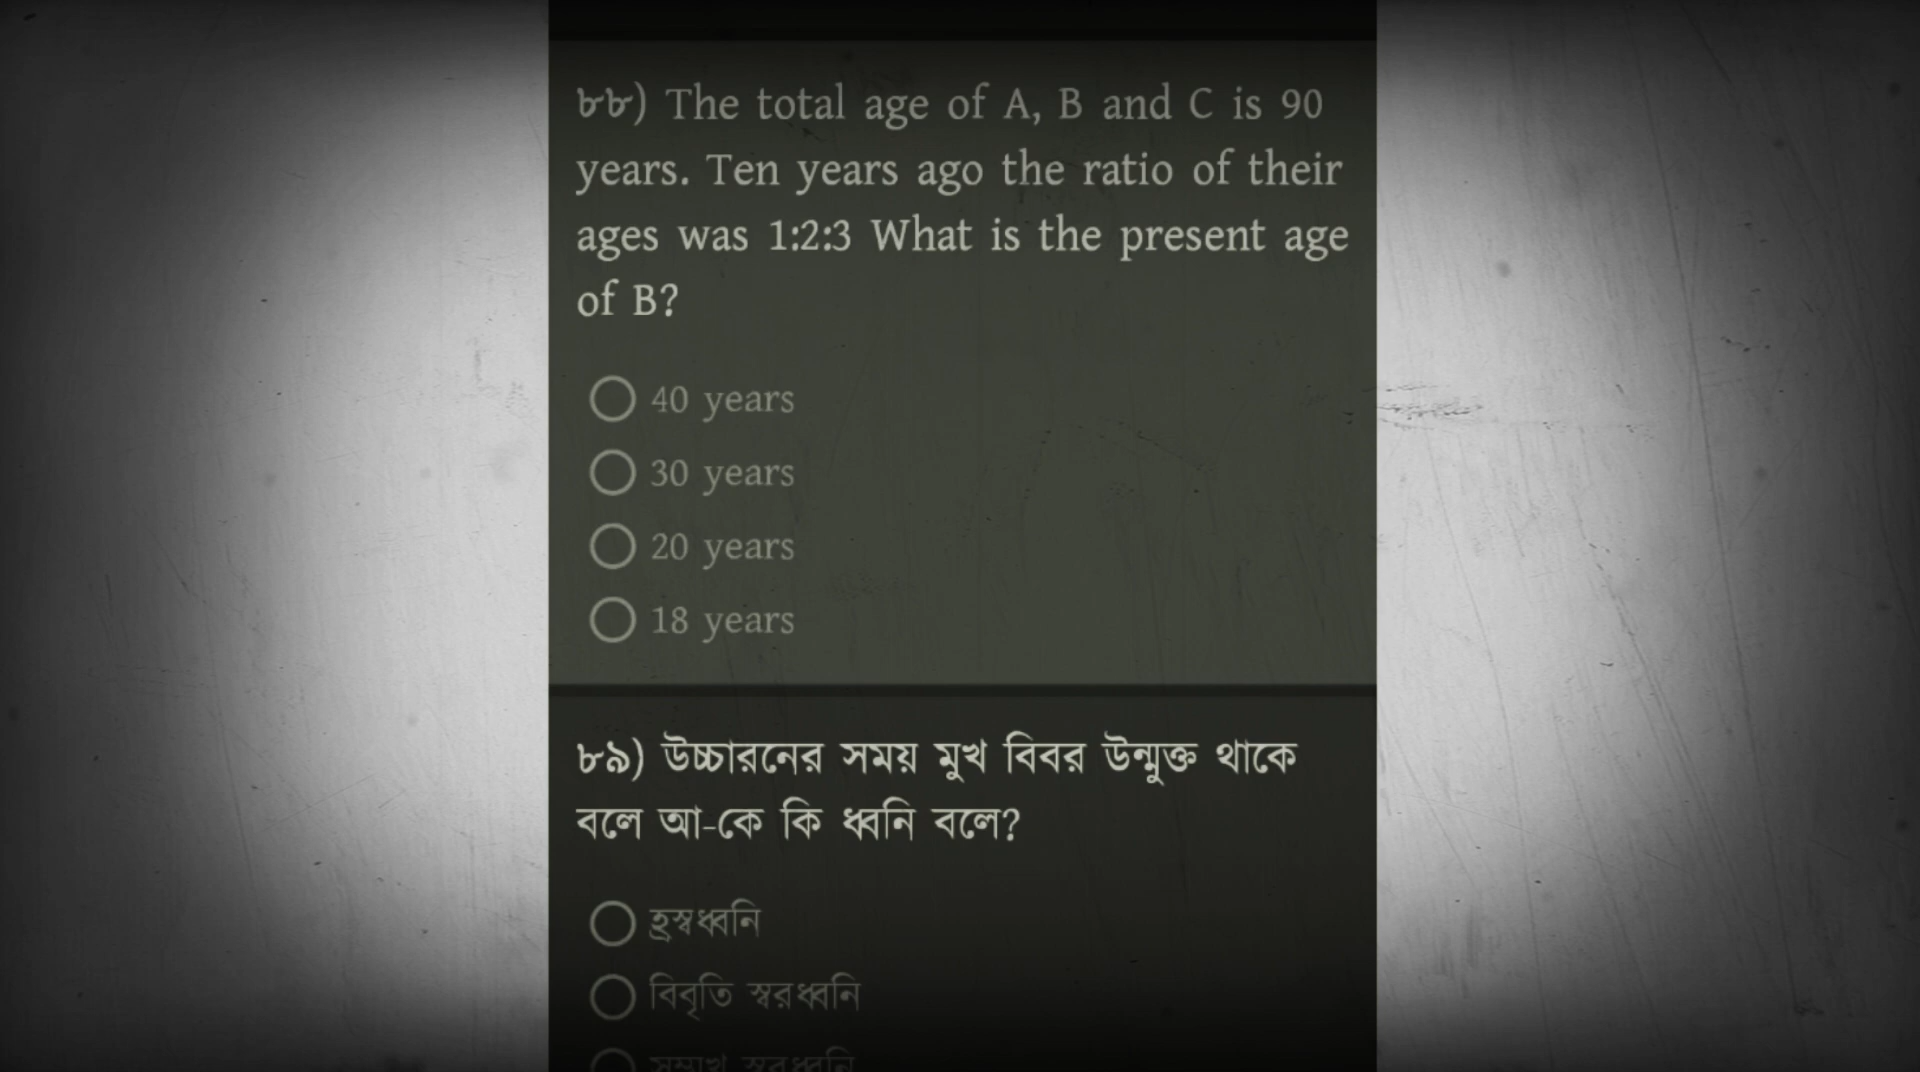 ৮৮) The total age of A, B and C is 90
years. Ten years ago the ratio of their
ages was 1:2:3 What is the present age
of B?
40 years
30 years
20 years
18 years
৮৯) উচ্চারনের সময় মুখ বিবর উন্মুক্ত থাকে
বলে আ-কে কি ধ্বনি বলে?
হ্রস্বধ্বনি
বিবৃতি স্বরধ্বনি